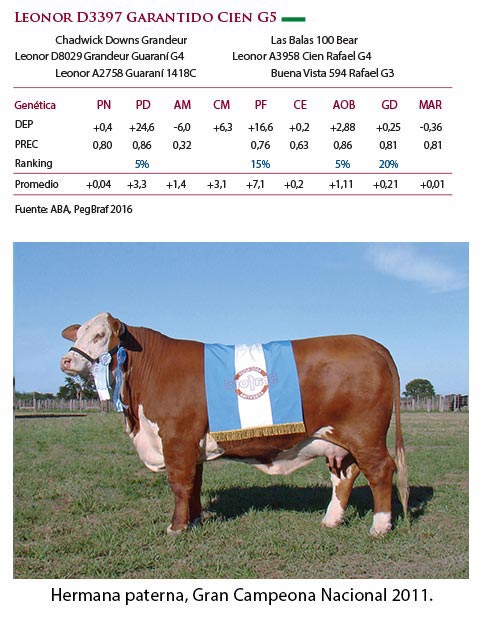 LEONOR D3397 GARANTIDO CIEN G5
Chadwick Downs Grandeur Las Balas 100 Bear
Leonor D8029 Grandeur Guaraní G4 Leonor A3958 Cien Rafael G4
Leonor A2758 Guaraní 1418C Buena Vista 594 Rafael G3
Genética PN PD AM CM PF CE AOB GD MAR
DEP +0,4 +24,6 -6,0 +6,3 +16,6 +0,2 +2,88 +0,25 -0,36
PREC 0,80 0,86 0,32 0,76 0,63 0,86 0,81 0,81
Ranking 5% 15% 5% 20%
Promedio +0,04 +3,3 +1,4 +3,1 +7,1 +0,2 +1,11 +0,21 +0,01
Fuente: ABA, PegBraf 2016
Hermana paterna, Gran Campeona Nacional 2011.